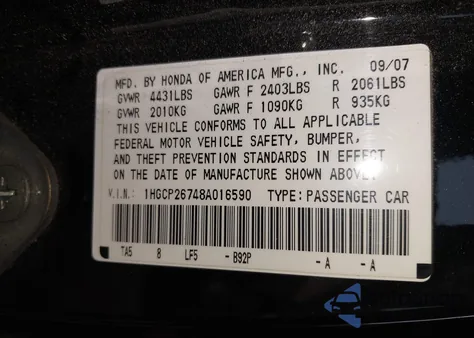 MFD. BY HONDA OF AMERICA MFG., INC. 09/07
GVWR 4431LBS GAWR F 2403LBS R 2061LBS
GVWR 2010KG GAWR F 1090KG R 935KG
THIS VEHICLE CONFORMS TO ALL APPLICABLE
FEDERAL MOTOR VEHICLE SAFETY, BUMPER,
AND THEFT PREVENTION STANDARDS IN EFFECT
ON THE DATE OF MANUFACTURE SHOWN ABOVE.
V.I.N.: 1HGCP26748A016590 TYPE: PASSENGER CAR
TA5 8 LF5 - B92P - A - A